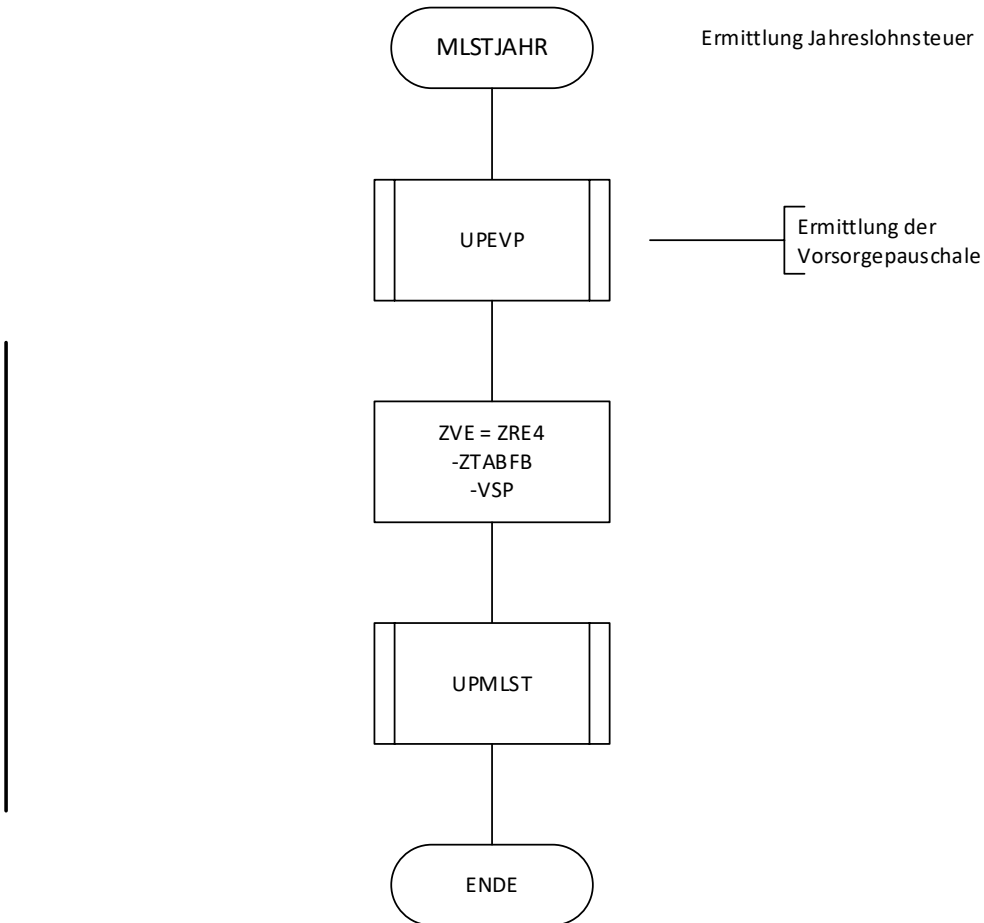 MLSTJAHR
Ermittlung Jahreslohnsteuer
UPEVP
Ermittlung der
Vorsorgepauschale
ZVE = ZRE4
-ZTABFB
-VSP
UPMLST
ENDE